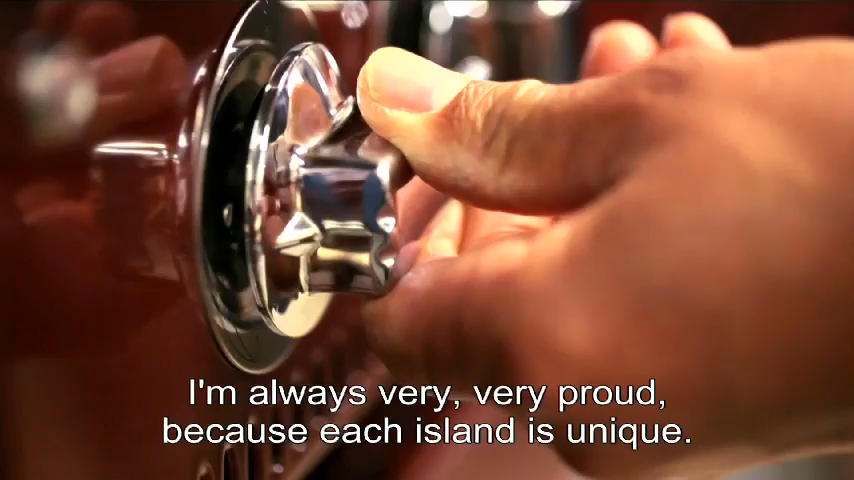 I'm always very, very proud,
because each island is unique.